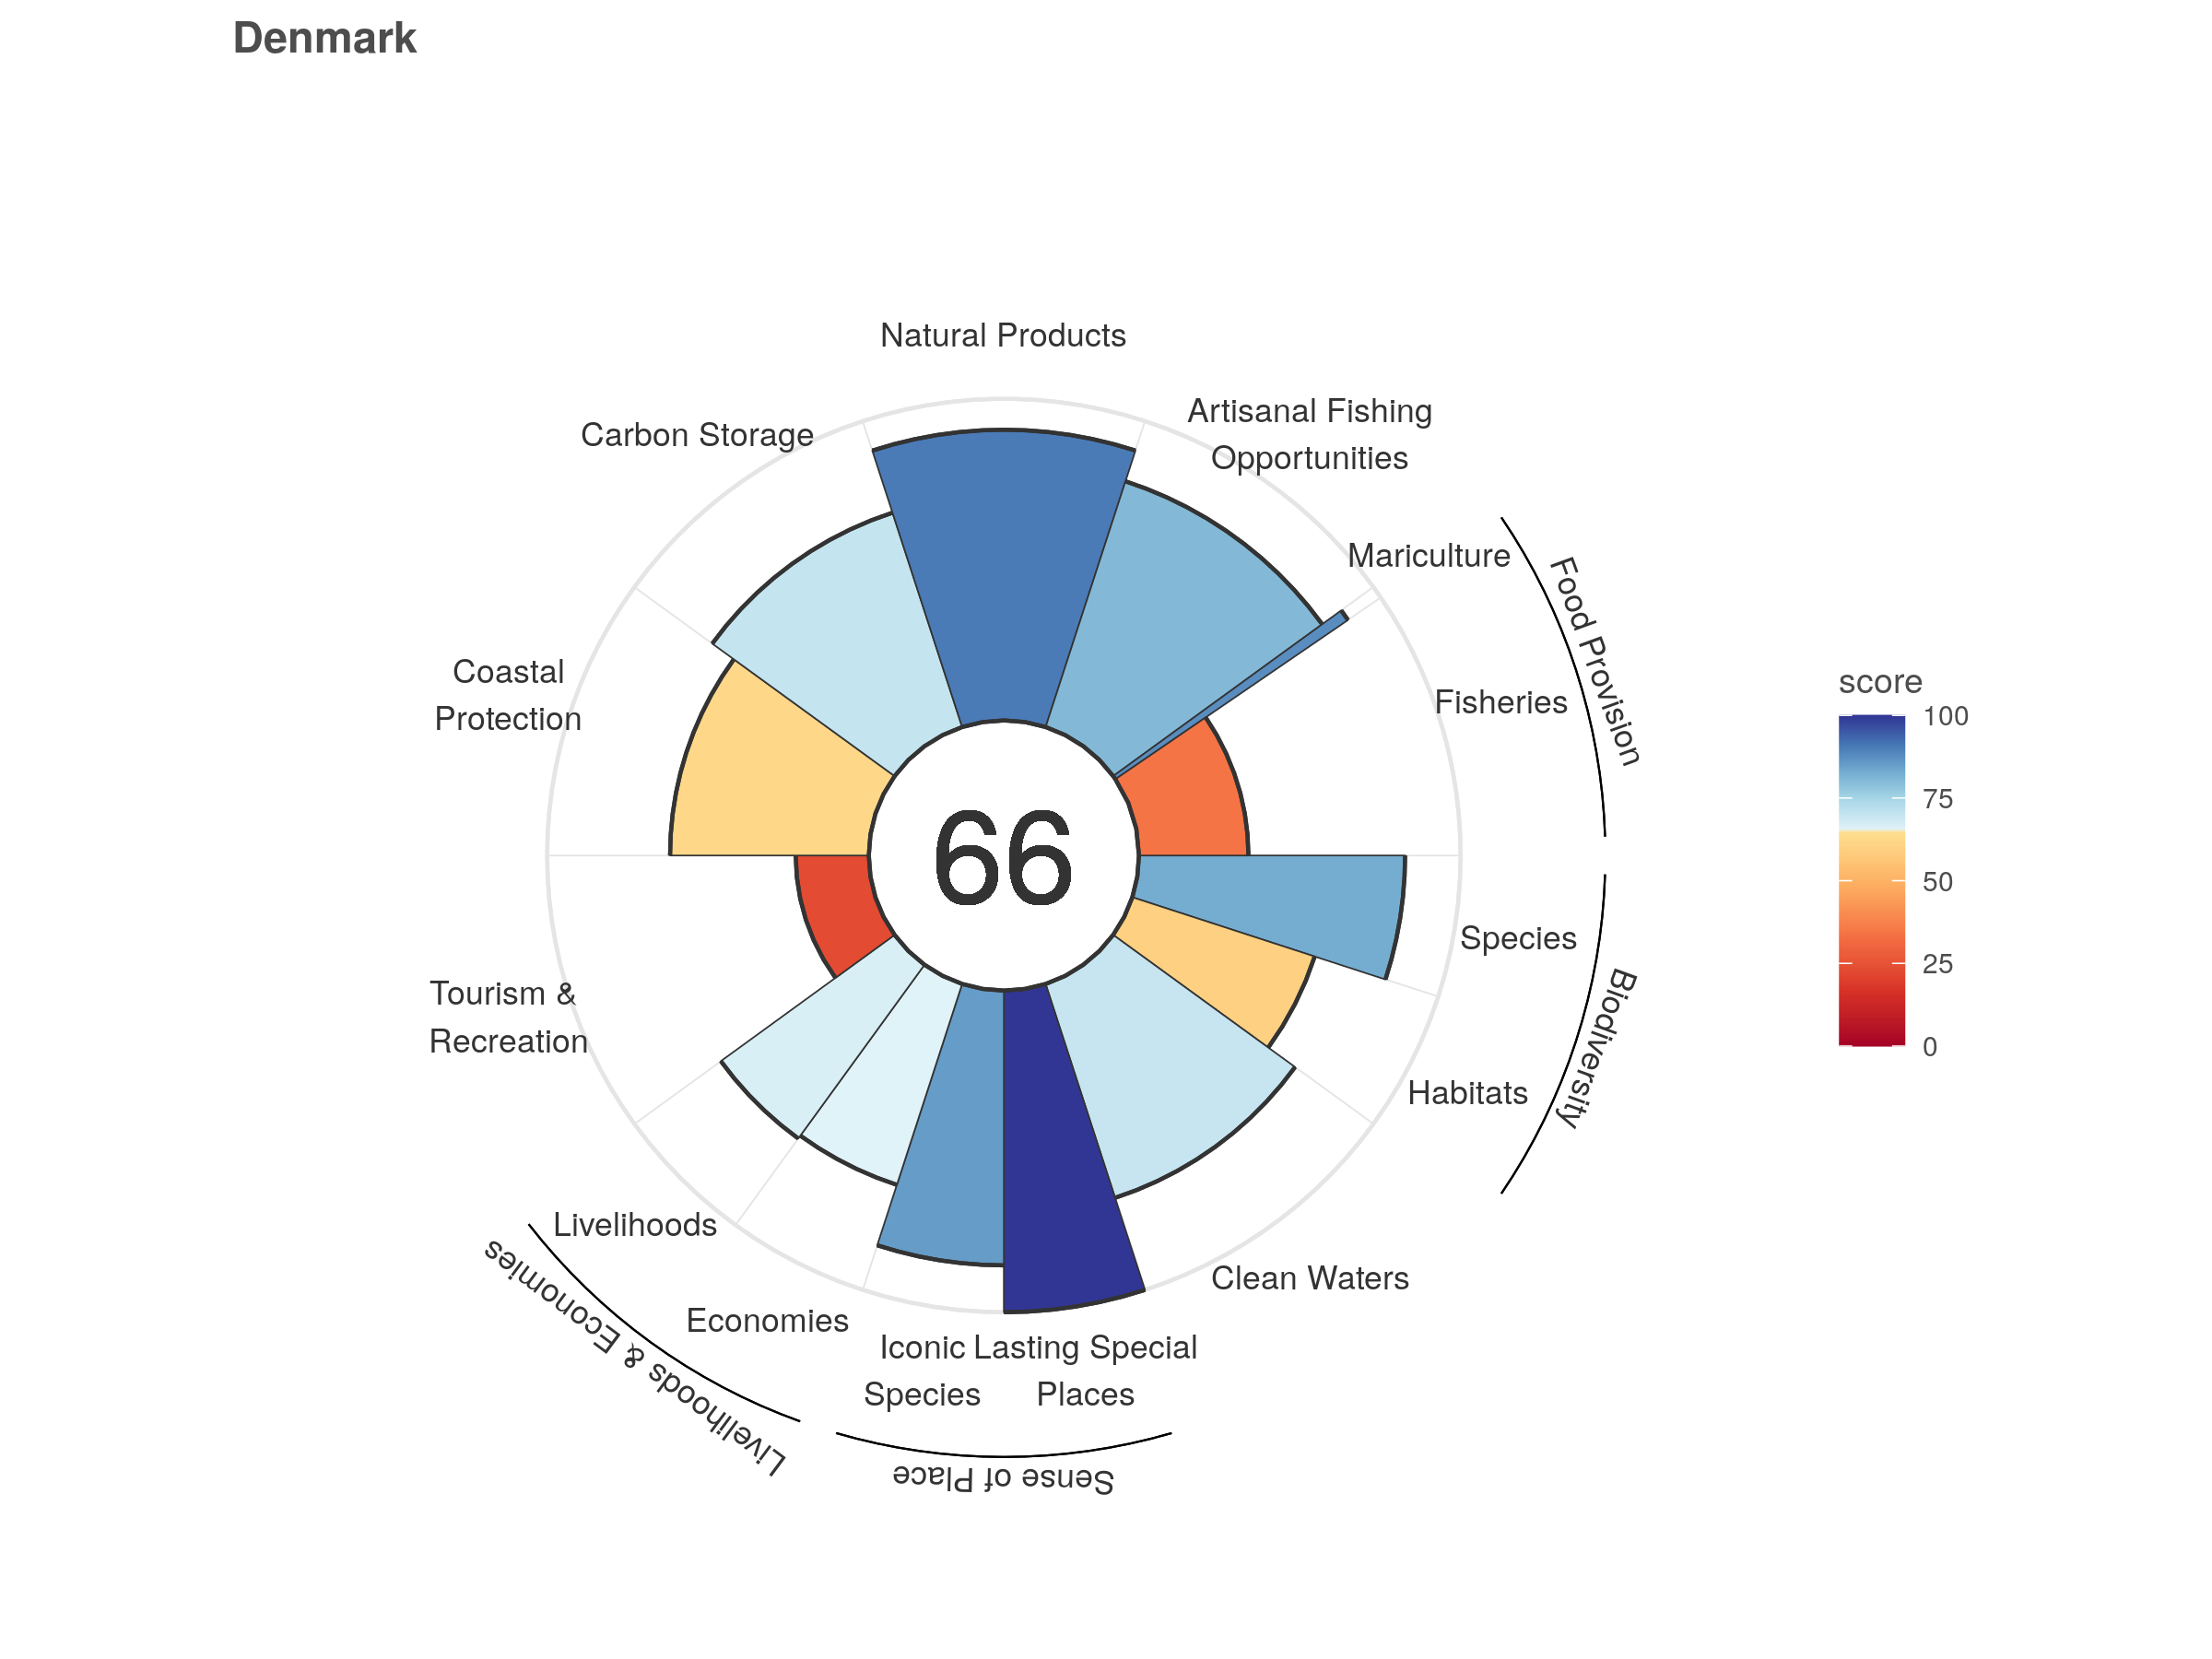 Denmark
Natural Products
Artisanal Fishing
Opportunities
Carbon Storage
Mariculture
Food Provision
Fisheries
Coastal
Protection
score
100
75
50
25
0
66
Species
Biodiversity
Habitats
Tourism &
Recreation
Livelihoods
Livelihoods & Economies
Economies
Clean Waters
Iconic
Species
Lasting Special
Places
Sense of Place